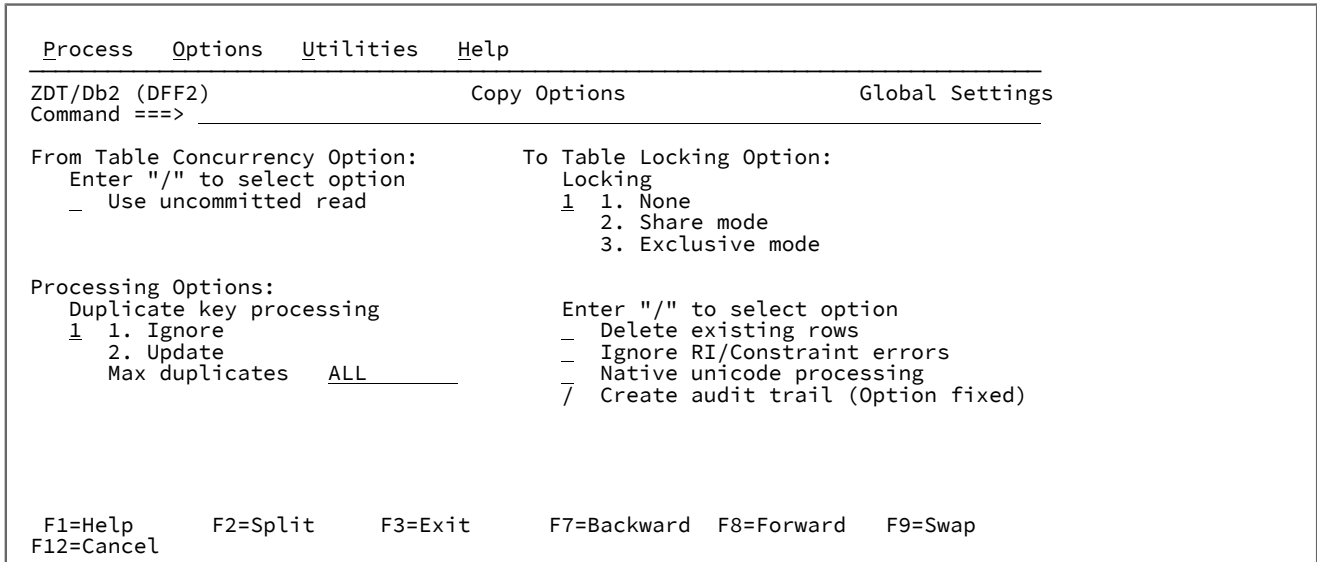 Process   Options   Utilities   Help
ZDT/Db2 (DFF2)                    Copy Options                  Global Settings
Command ===>
From Table Concurrency Option:        To Table Locking Option:
Enter "/" to select option            Locking
_  Use uncommitted read               1  1. None
2. Share mode
3. Exclusive mode
Processing Options:
Duplicate key processing              Enter "/" to select option
1  1. Ignore                          _  Delete existing rows
2. Update                             _  Ignore RI/Constraint errors
Max duplicates   ALL                  _  Native unicode processing
/  Create audit trail (Option fixed)
F1=Help      F2=Split     F3=Exit      F7=Backward  F8=Forward   F9=Swap
F12=Cancel